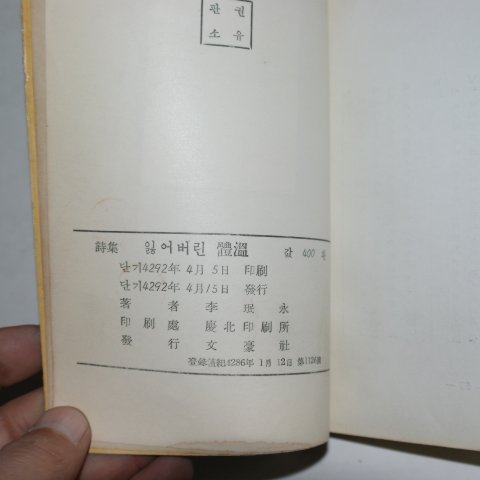 판권
소유
詩集 잃어버린 體溫 값 400
단기4292年 4月 5日 印刷
단기4292年 4月15日 發行
著者 李珉永
印刷處 慶北印刷所
發行 文豪社
登錄 4286年 1月 12日 第